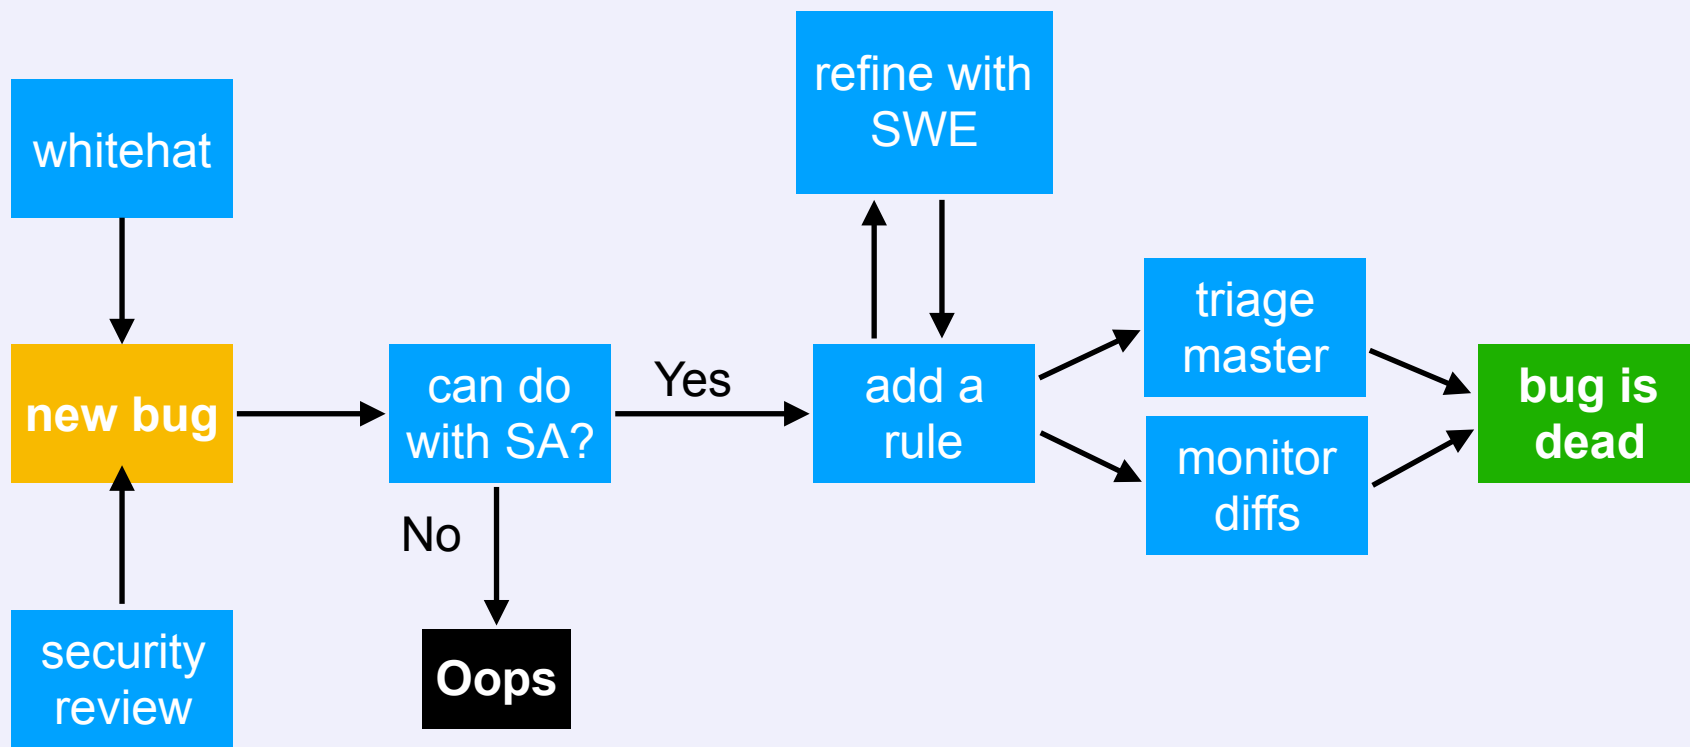 whitehat
new bug
security
review
can do
with SA?
Yes
No
Oops
refine with
SWE
add a
rule
triage
master
monitor
diffs
bug is
dead